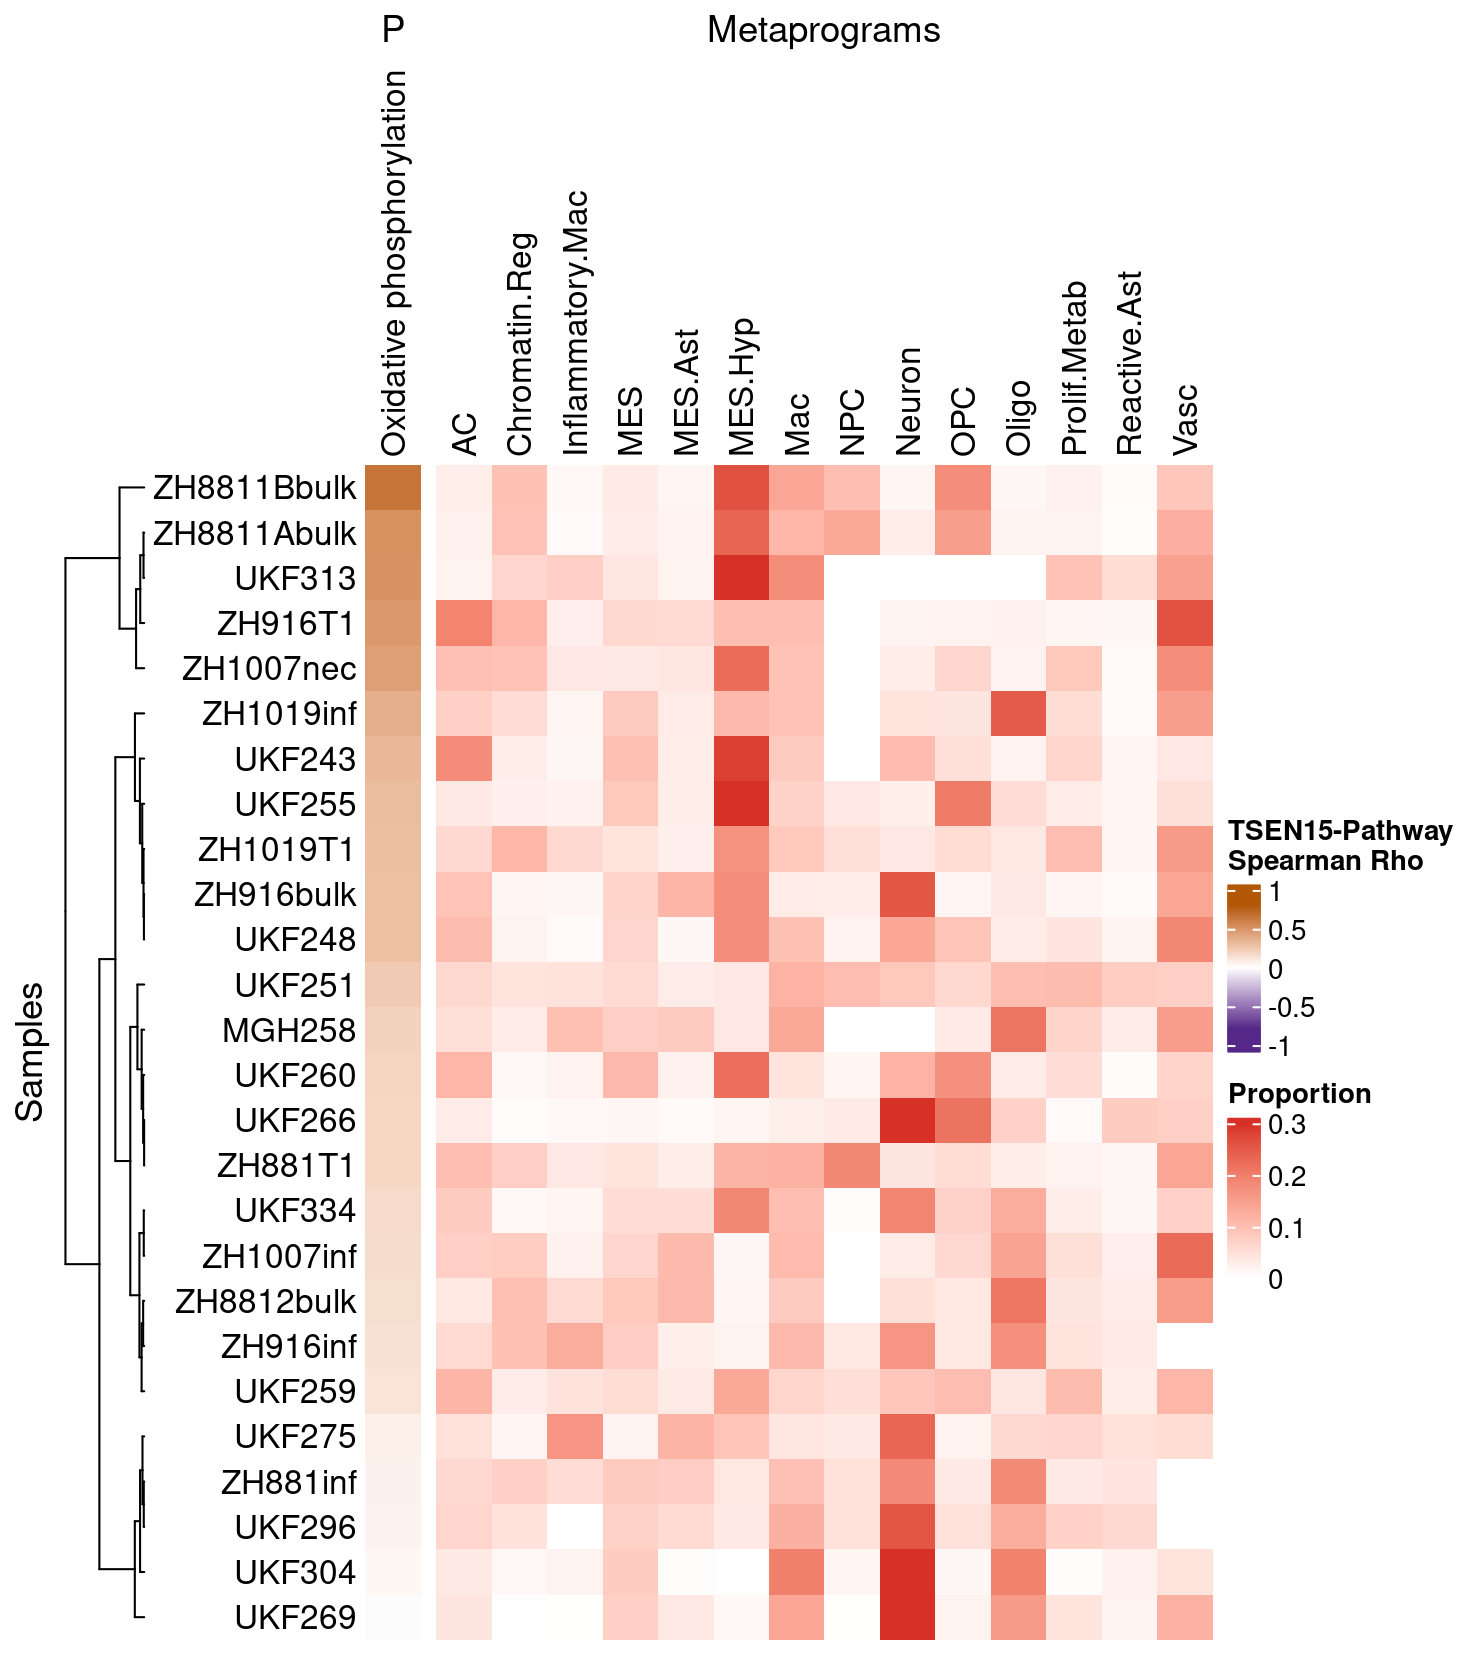 P
Metaprograms
Oxidative phosphorylation
AC
Chromatin.Reg
Inflammatory.Mac
MES
MES.Ast
MES.Hyp
Mac
NPC
Neuron
OPC
Oligo
Prolif.Metab
Reactive.Ast
Vasc
Samples
ZH8811Bbulk
ZH8811Abulk
UKF313
ZH916T1
ZH1007nec
ZH1019inf
UKF243
UKF255
ZH1019T1
ZH916bulk
UKF248
UKF251
MGH258
UKF260
UKF266
ZH881T1
UKF334
ZH1007inf
ZH8812bulk
ZH916inf
UKF259
UKF275
ZH881inf
UKF296
UKF304
UKF269
TSEN15-Pathway
Spearman Rho
1
0.5
0
-0.5
-1
Proportion
0.3
0.2
0.1
0